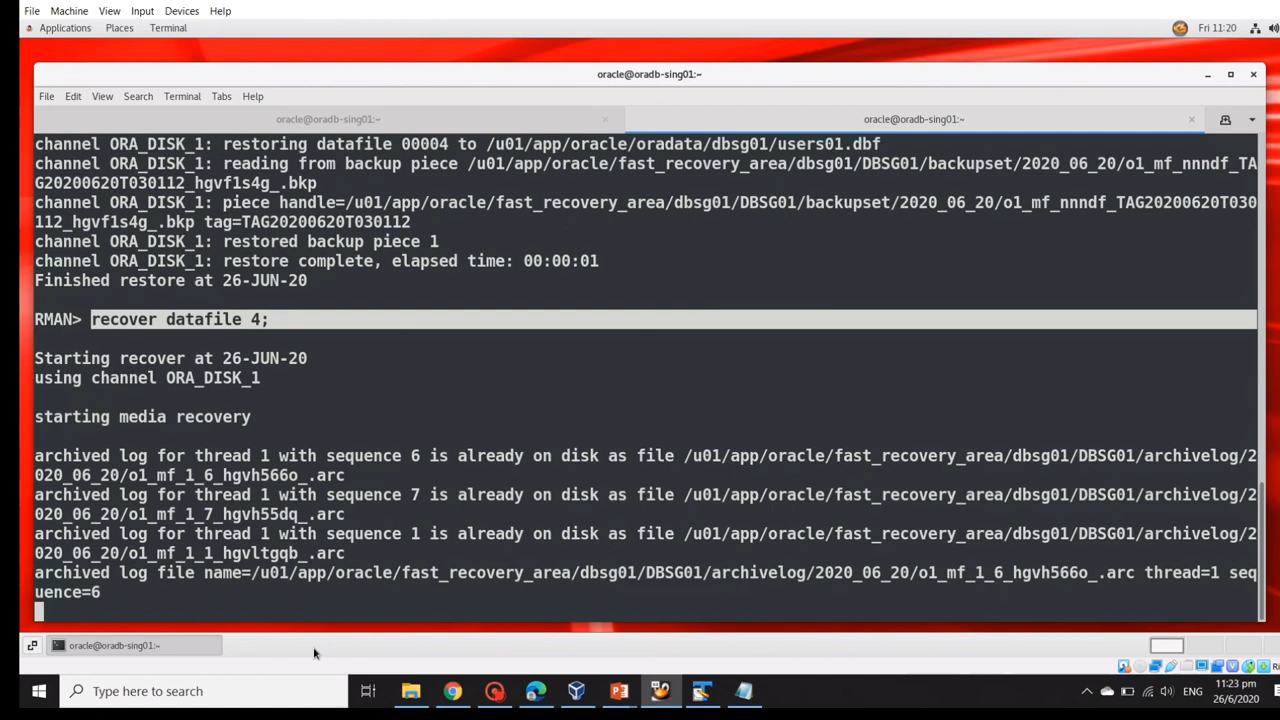 File Machine View Input Devices Help
Applications Places Terminal Fri 11:20
oracle@oradb-sing01:~
File Edit View Search Terminal Tabs Help
oracle@oradb-sing01:~ × oracle@oradb-sing01:~ ×
channel ORA_DISK_1: restoring datafile 00004 to /u01/app/oracle/oradata/dbsg01/users01.dbf
channel ORA_DISK_1: reading from backup piece /u01/app/oracle/fast_recovery_area/dbsg01/DBSG01/backupset/2020_06_20/o1_mf_nnndf_TA
G20200620T030112_hgvf1s4g_.bkp
channel ORA_DISK_1: piece handle=/u01/app/oracle/fast_recovery_area/dbsg01/DBSG01/backupset/2020_06_20/o1_mf_nnndf_TAG20200620T030
112_hgvf1s4g_.bkp tag=TAG20200620T030112
channel ORA_DISK_1: restored backup piece 1
channel ORA_DISK_1: restore complete, elapsed time: 00:00:01
Finished restore at 26-JUN-20
RMAN> recover datafile 4;
Starting recover at 26-JUN-20
using channel ORA_DISK_1
starting media recovery
archived log for thread 1 with sequence 6 is already on disk as file /u01/app/oracle/fast_recovery_area/dbsg01/DBSG01/archivelog/2
020_06_20/o1_mf_1_6_hgvh566o_.arc
archived log for thread 1 with sequence 7 is already on disk as file /u01/app/oracle/fast_recovery_area/dbsg01/DBSG01/archivelog/2
020_06_20/o1_mf_1_7_hgvh55dq_.arc
archived log for thread 1 with sequence 1 is already on disk as file /u01/app/oracle/fast_recovery_area/dbsg01/DBSG01/archivelog/2
020_06_20/o1_mf_1_1_hgvltgqb_.arc
archived log file name=/u01/app/oracle/fast_recovery_area/dbsg01/DBSG01/archivelog/2020_06_20/o1_mf_1_6_hgvh566o_.arc thread=1 seq
uence=6
oracle@oradb-sing01:~
Type here to search
ENG
11:23 pm
26/6/2020